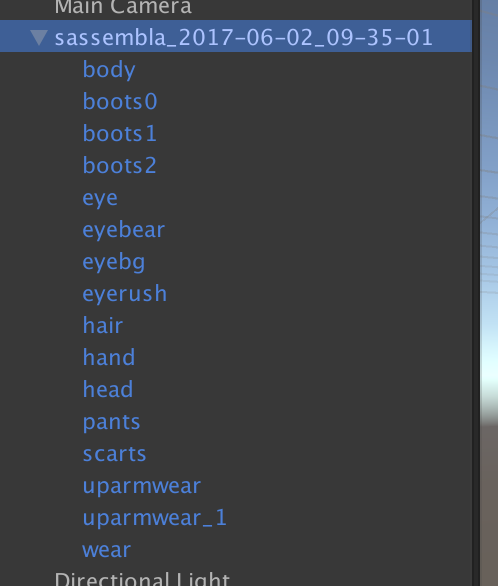 Main Camera
sassembla_2017-06-02_09-35-01
body
boots0
boots1
boots2
eye
eyebear
eyebg
eyerush
hair
hand
head
pants
scarts
uparmwear
uparmwear_1
wear
Directional Light